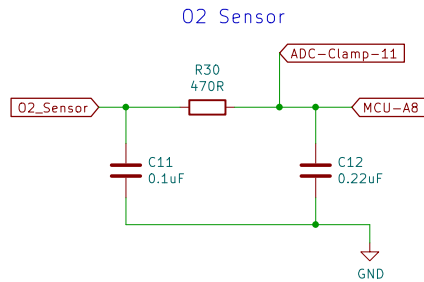 O2 Sensor
ADC-Clamp-11
R30
470R
O2_Sensor
MCU-A8
C11
0.1uF
C12
0.22uF
GND